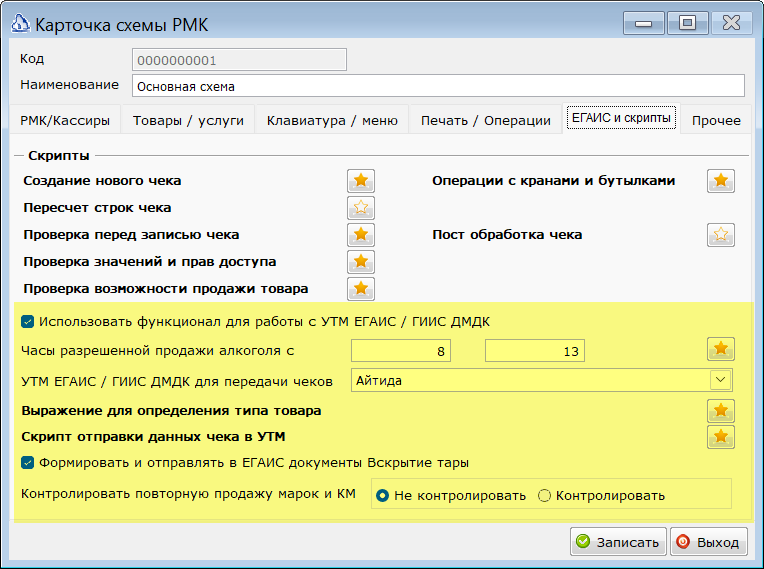 Карточка схемы РМК
Код 0000000001
Наименование Основная схема
РМК/Кассиры Товары / услуги Клавиатура / меню Печать / Операции ЕГАИС и скрипты Прочее
Скрипты
Создание нового чека Операции с кранами и бутылками
Пересчет строк чека
Проверка перед записью чека Пост обработка чека
Проверка значений и прав доступа
Проверка возможности продажи товара
Использовать функционал для работы с УТМ ЕГАИС / ГИИС ДМДК
Часы разрешенной продажи алкоголя с 8 13
УТМ ЕГАИС / ГИИС ДМДК для передачи чеков Айтида
Выражение для определения типа товара
Скрипт отправки данных чека в УТМ
Формировать и отправлять в ЕГАИС документы Вскрытие тары
Контролировать повторную продажу марок и КМ Не контролировать Контролировать
Записать Выход